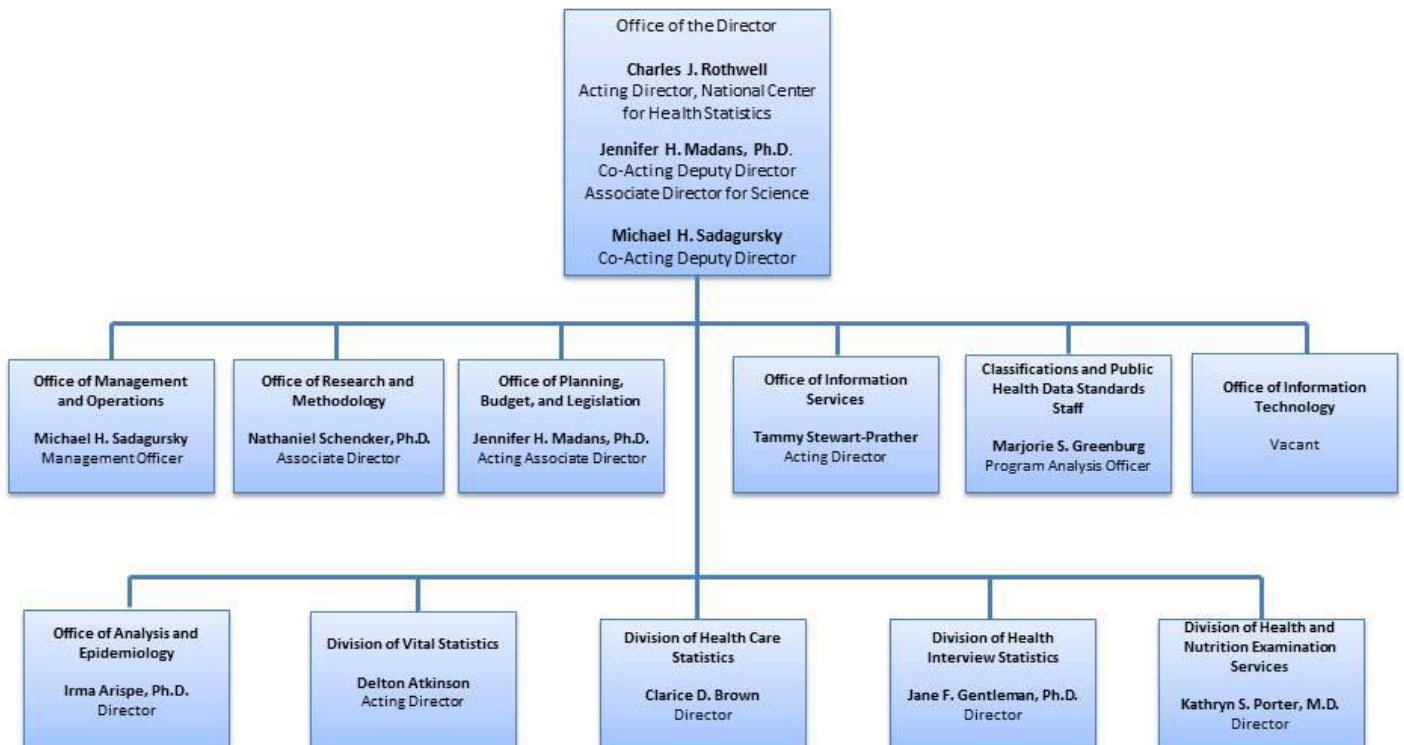 Office of the Director
Charles J. Rothwell
Acting Director, National Center
for Health Statistics
Jennifer H. Madans, Ph.D.
Co-Acting Deputy Director
Associate Director for Science
Michael H. Sadagursky
Co-Acting Deputy Director
Office of Management
and Operations
Michael H. Sadagursky
Management Officer
Office of Research and
Methodology
Nathaniel Schencker, Ph.D.
Associate Director
Office of Planning,
Budget, and Legislation
Jennifer H. Madans, Ph.D.
Acting Associate Director
Office of Information
Services
Tammy Stewart-Prather
Acting Director
Classifications and Public
Health Data Standards
Staff
Marjorie S. Greenburg
Program Analysis Officer
Office of Information
Technology
Vacant
Office of Analysis and
Epidemiology
Irma Arispe, Ph.D.
Director
Division of Vital Statistics
Delton Atkinson
Acting Director
Division of Health Care
Statistics
Clarice D. Brown
Director
Division of Health
Interview Statistics
Jane F. Gentleman, Ph.D.
Director
Division of Health and
Nutrition Examination
Services
Kathryn S. Porter, M.D.
Director